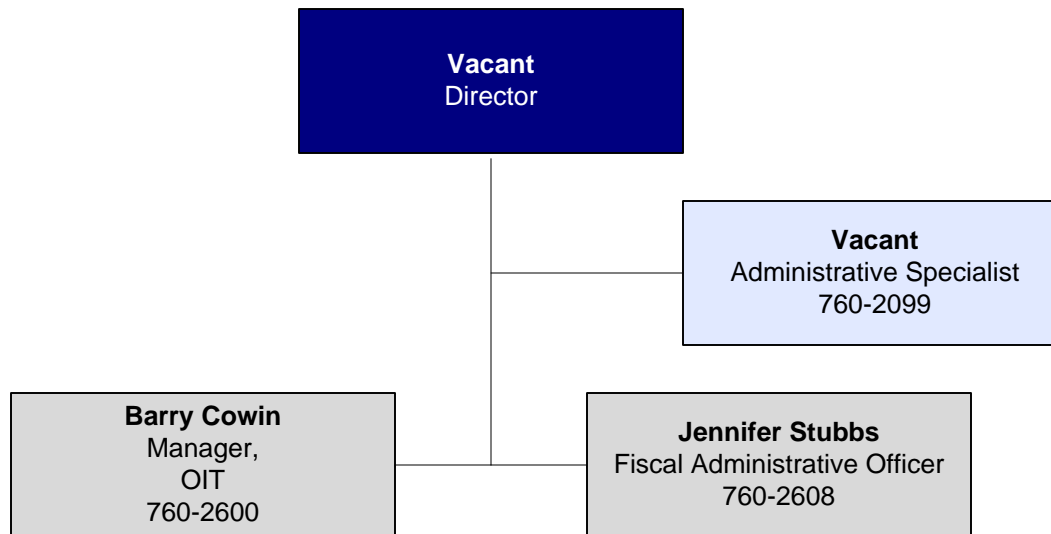 Vacant
Director
Vacant
Administrative Specialist
760-2099
Barry Cowin
Manager,
OIT
760-2600
Jennifer Stubbs
Fiscal Administrative Officer
760-2608